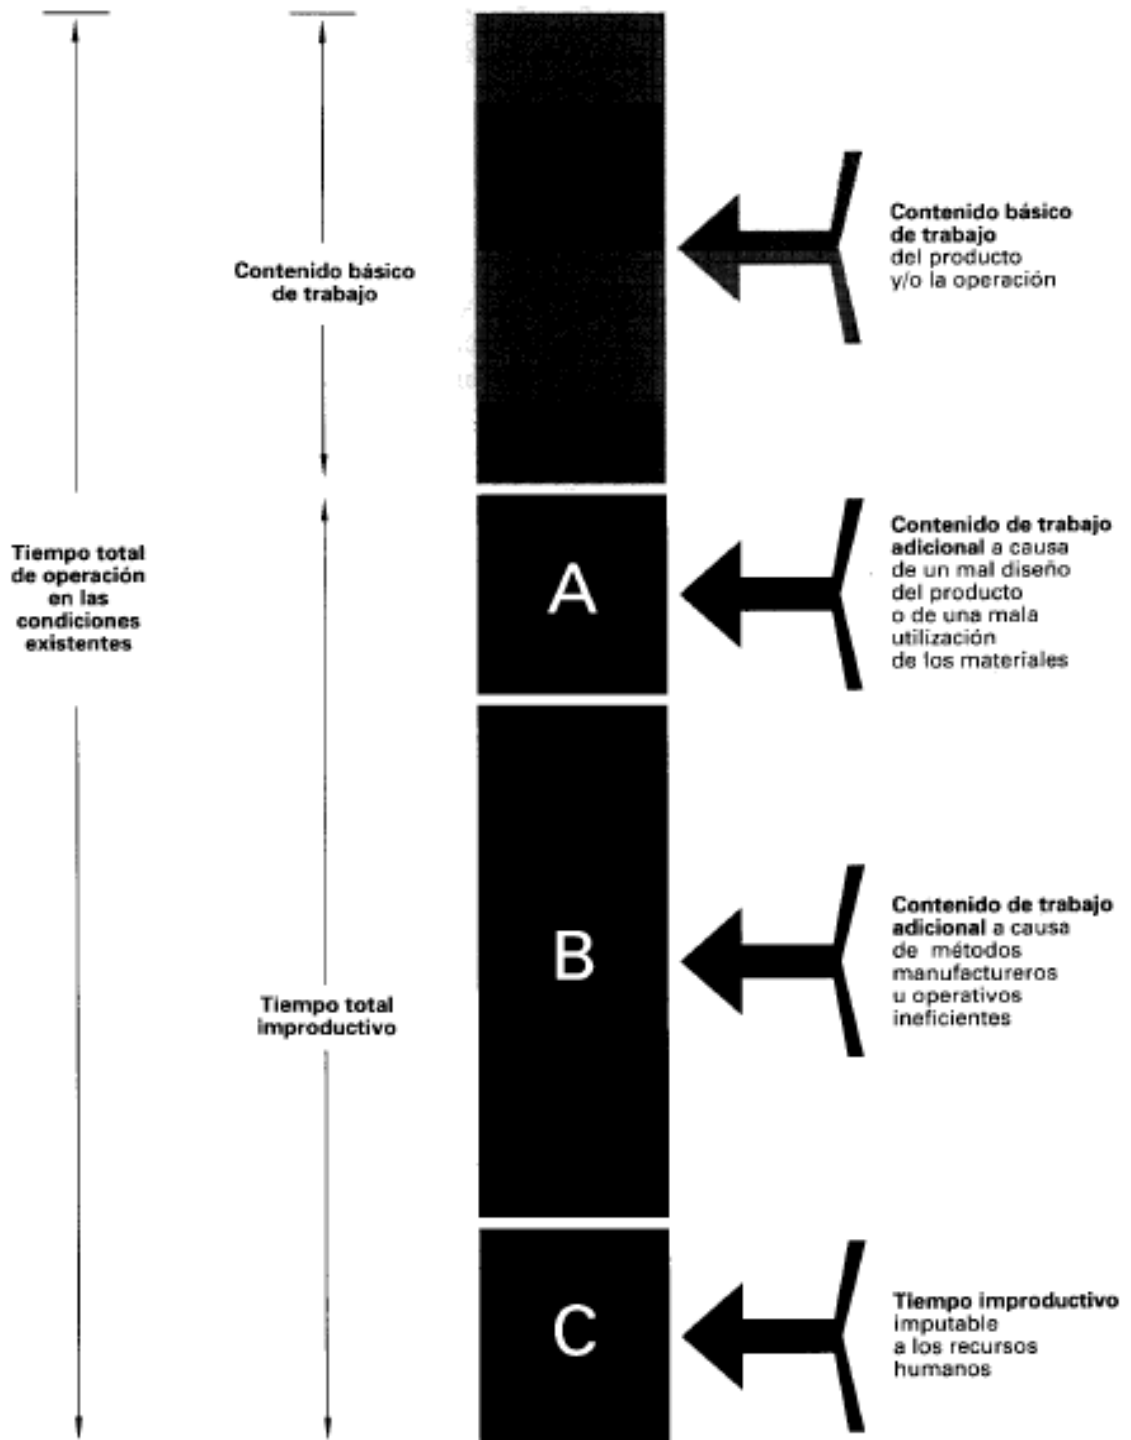 Contenido básico
de trabajo
del producto
y/o la operación
Contenido básico
de trabajo
Tiempo total
de operación
en las
condiciones
existentes
A
Contenido de trabajo
adicional a causa
de un mal diseño
del producto
o de una mala
utilización
de los materiales
B
Contenido de trabajo
adicional a causa
de métodos
manufactureros
u operativos
ineficientes
Tiempo total
improductivo
C
Tiempo improductivo
imputable
a los recursos
humanos